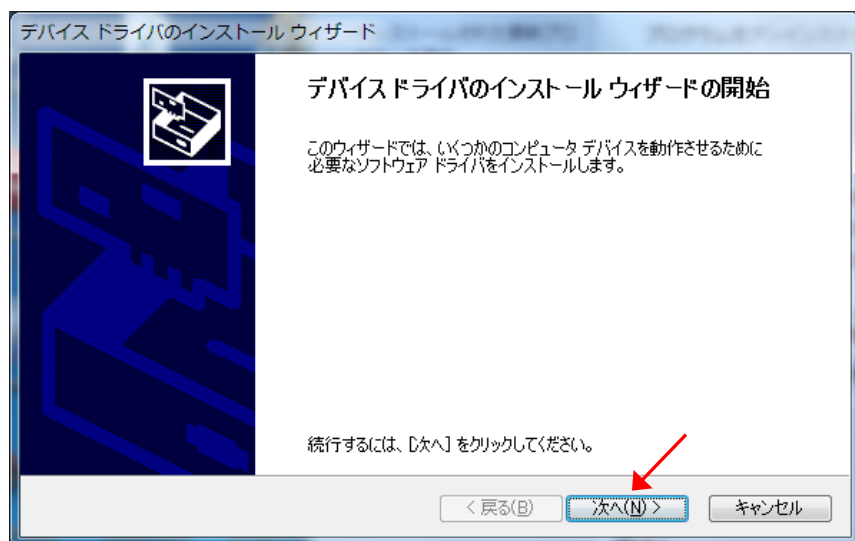 デバイス ドライバのインストール ウィザード
デバイス ドライバのインストール ウィザードの開始
このウィザードでは、いくつかのコンピュータ デバイスを動作させるために
必要なソフトウェア ドライバをインストールします。
続行するには、[次へ] をクリックしてください。
< 戻る(B)
次へ(N) >
キャンセル